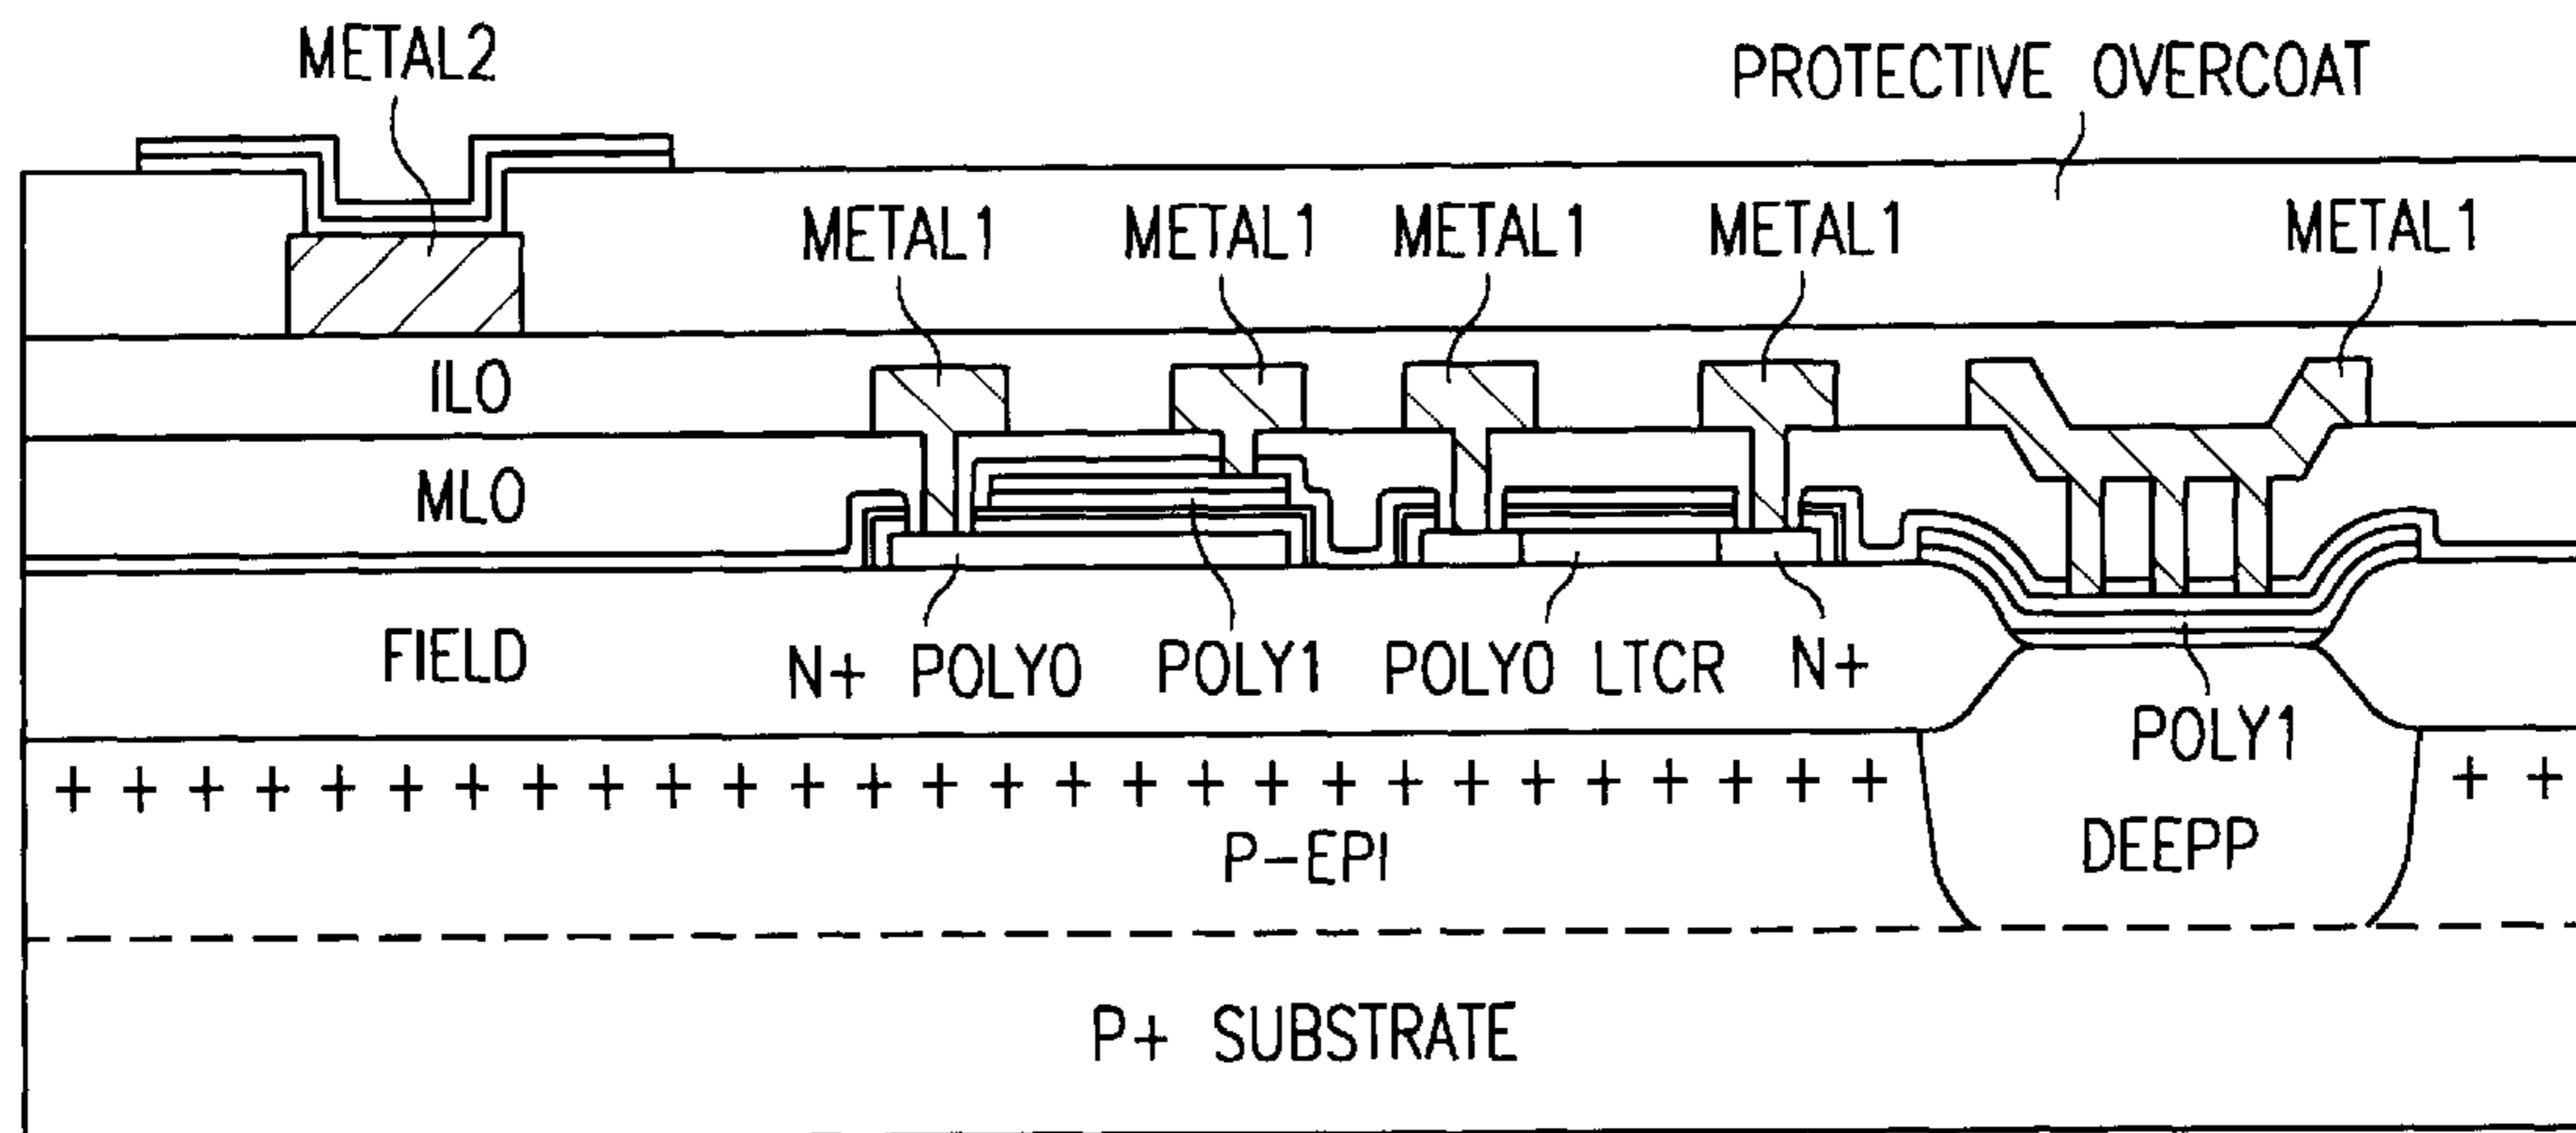 METAL2
PROTECTIVE OVERCOAT
METAL1 METAL1 METAL1 METAL1 METAL1
ILO
MLO
FIELD
N+ POLY0 POLY1 POLY0 LTCR N+
POLY1
+ + + + + + + + + + + + + + + + + + + + + + + + + + + + + +
P-EPI
DEEPP
P+ SUBSTRATE